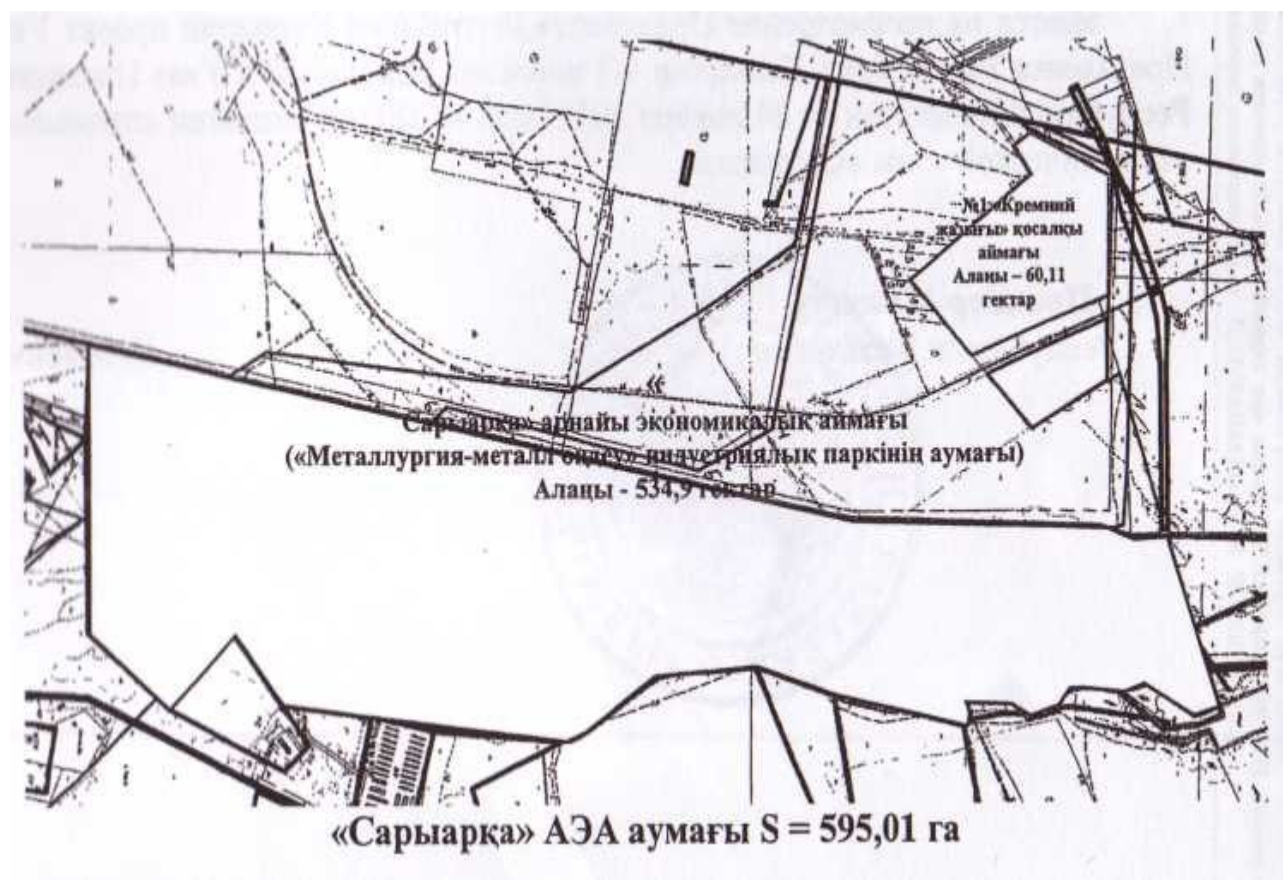 №1 «Кремний
жазығы» қосалқы
аймағы
Алаңы – 60,11
гектар
«
Сарыарқа» арнайы экономикалық аймағы
(«Металлургия-металл өңдеу» индустриялық паркінің аумағы)
Алаңы - 534,9 гектар
«Сарыарқа» АЭА аумағы S = 595,01 га